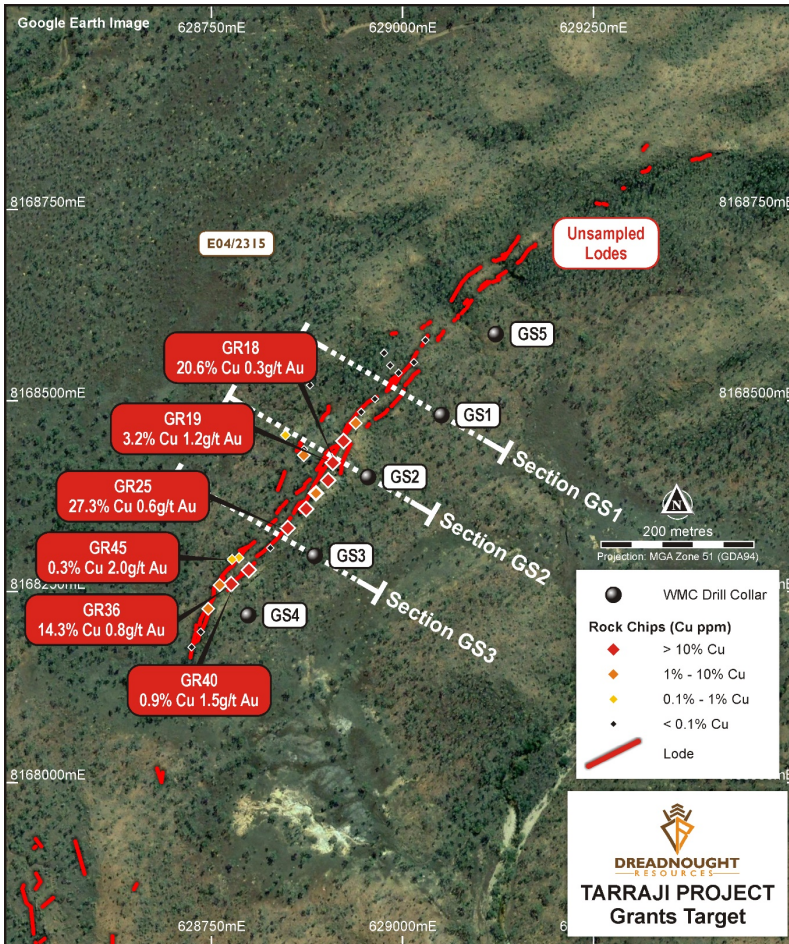 Google Earth Image
628750mE
629000mE
629250mE
8168750mE
8168750mE
E04/2315
Unsampled
Lodes
GS5
GR18
20.6% Cu 0.3g/t Au
8168500mE
8168500mE
GR19
3.2% Cu 1.2g/t Au
GS1
Section GS1
GR25
27.3% Cu 0.6g/t Au
GS2
Section GS2
N
200 metres
Projection: MGA Zone 51 (GDA94)
GR45
0.3% Cu 2.0g/t Au
GS3
Section GS3
8168250mE
8168250mE
GR36
14.3% Cu 0.8g/t Au
GS4
GR40
0.9% Cu 1.5g/t Au
WMC Drill Collar
Rock Chips (Cu ppm)
> 10% Cu
1% - 10% Cu
0.1% - 1% Cu
< 0.1% Cu
Lode
8168000mE
8168000mE
DREADNOUGHT
RESOURCES
TARRAJI PROJECT
Grants Target
628750mE
629000mE